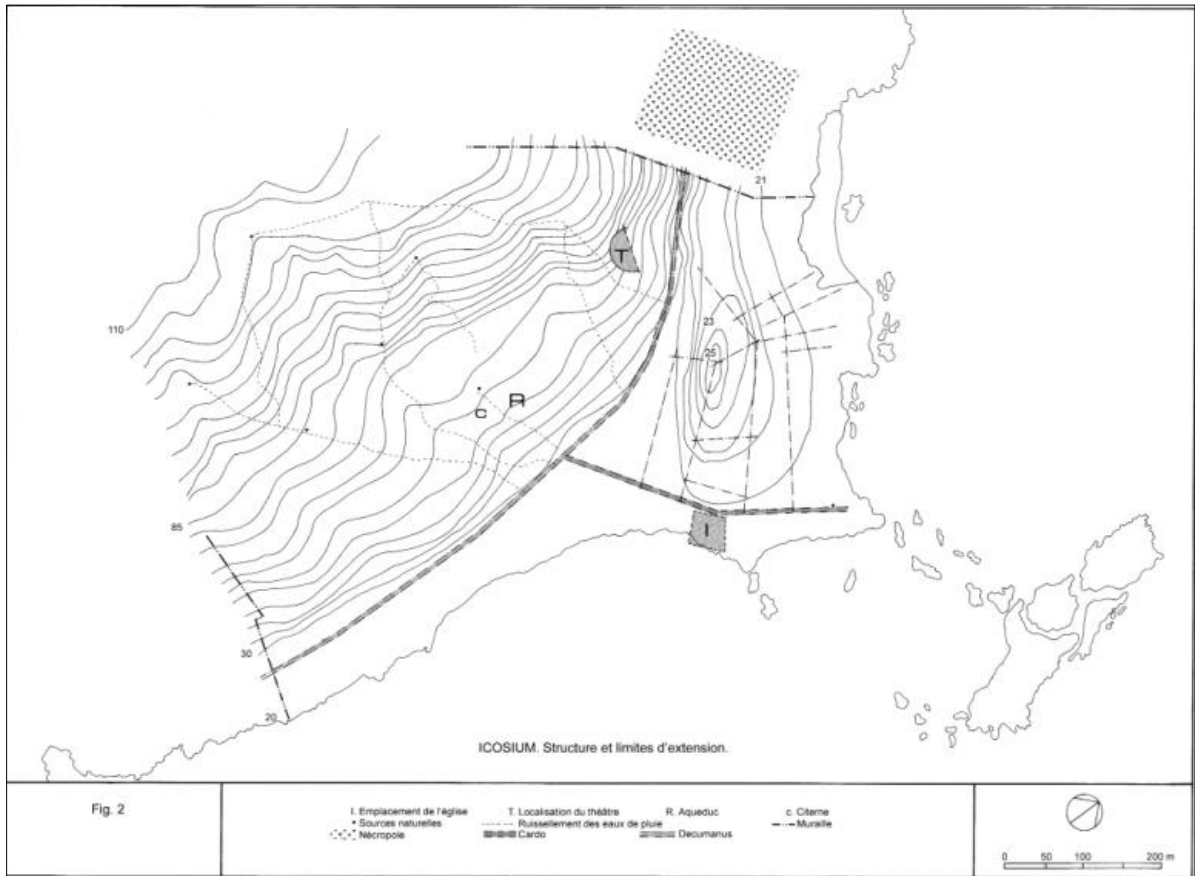 21
T
23
25
110
R
C
I
85
30
20
ICOSIUM. Structure et limites d'extension.
Fig. 2
I. Emplacement de l'église T. Localisation du théâtre R. Aqueduc c. Citerne
Sources naturelles Ruissellement des eaux de pluie Muraille
Nécropole Cardo Decumanus
0 50 100 200 m